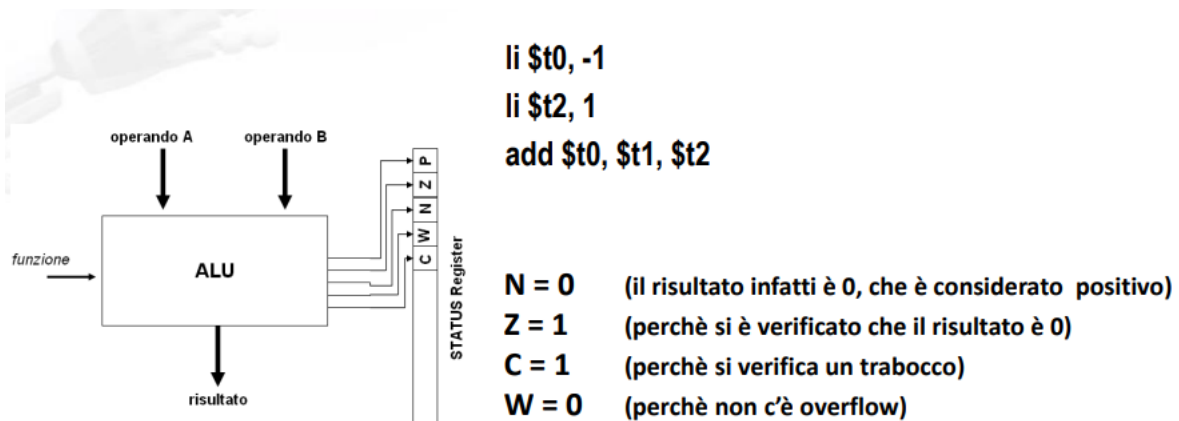 li $t0, -1
li $t2, 1
add $t0, $t1, $t2
operando A
operando B
funzione
ALU
risultato
P
Z
N
W
C
STATUS Register
N = 0 (il risultato infatti è 0, che è considerato positivo)
Z = 1 (perchè si è verificato che il risultato è 0)
C = 1 (perchè si verifica un trabocco)
W = 0 (perchè non c'è overflow)